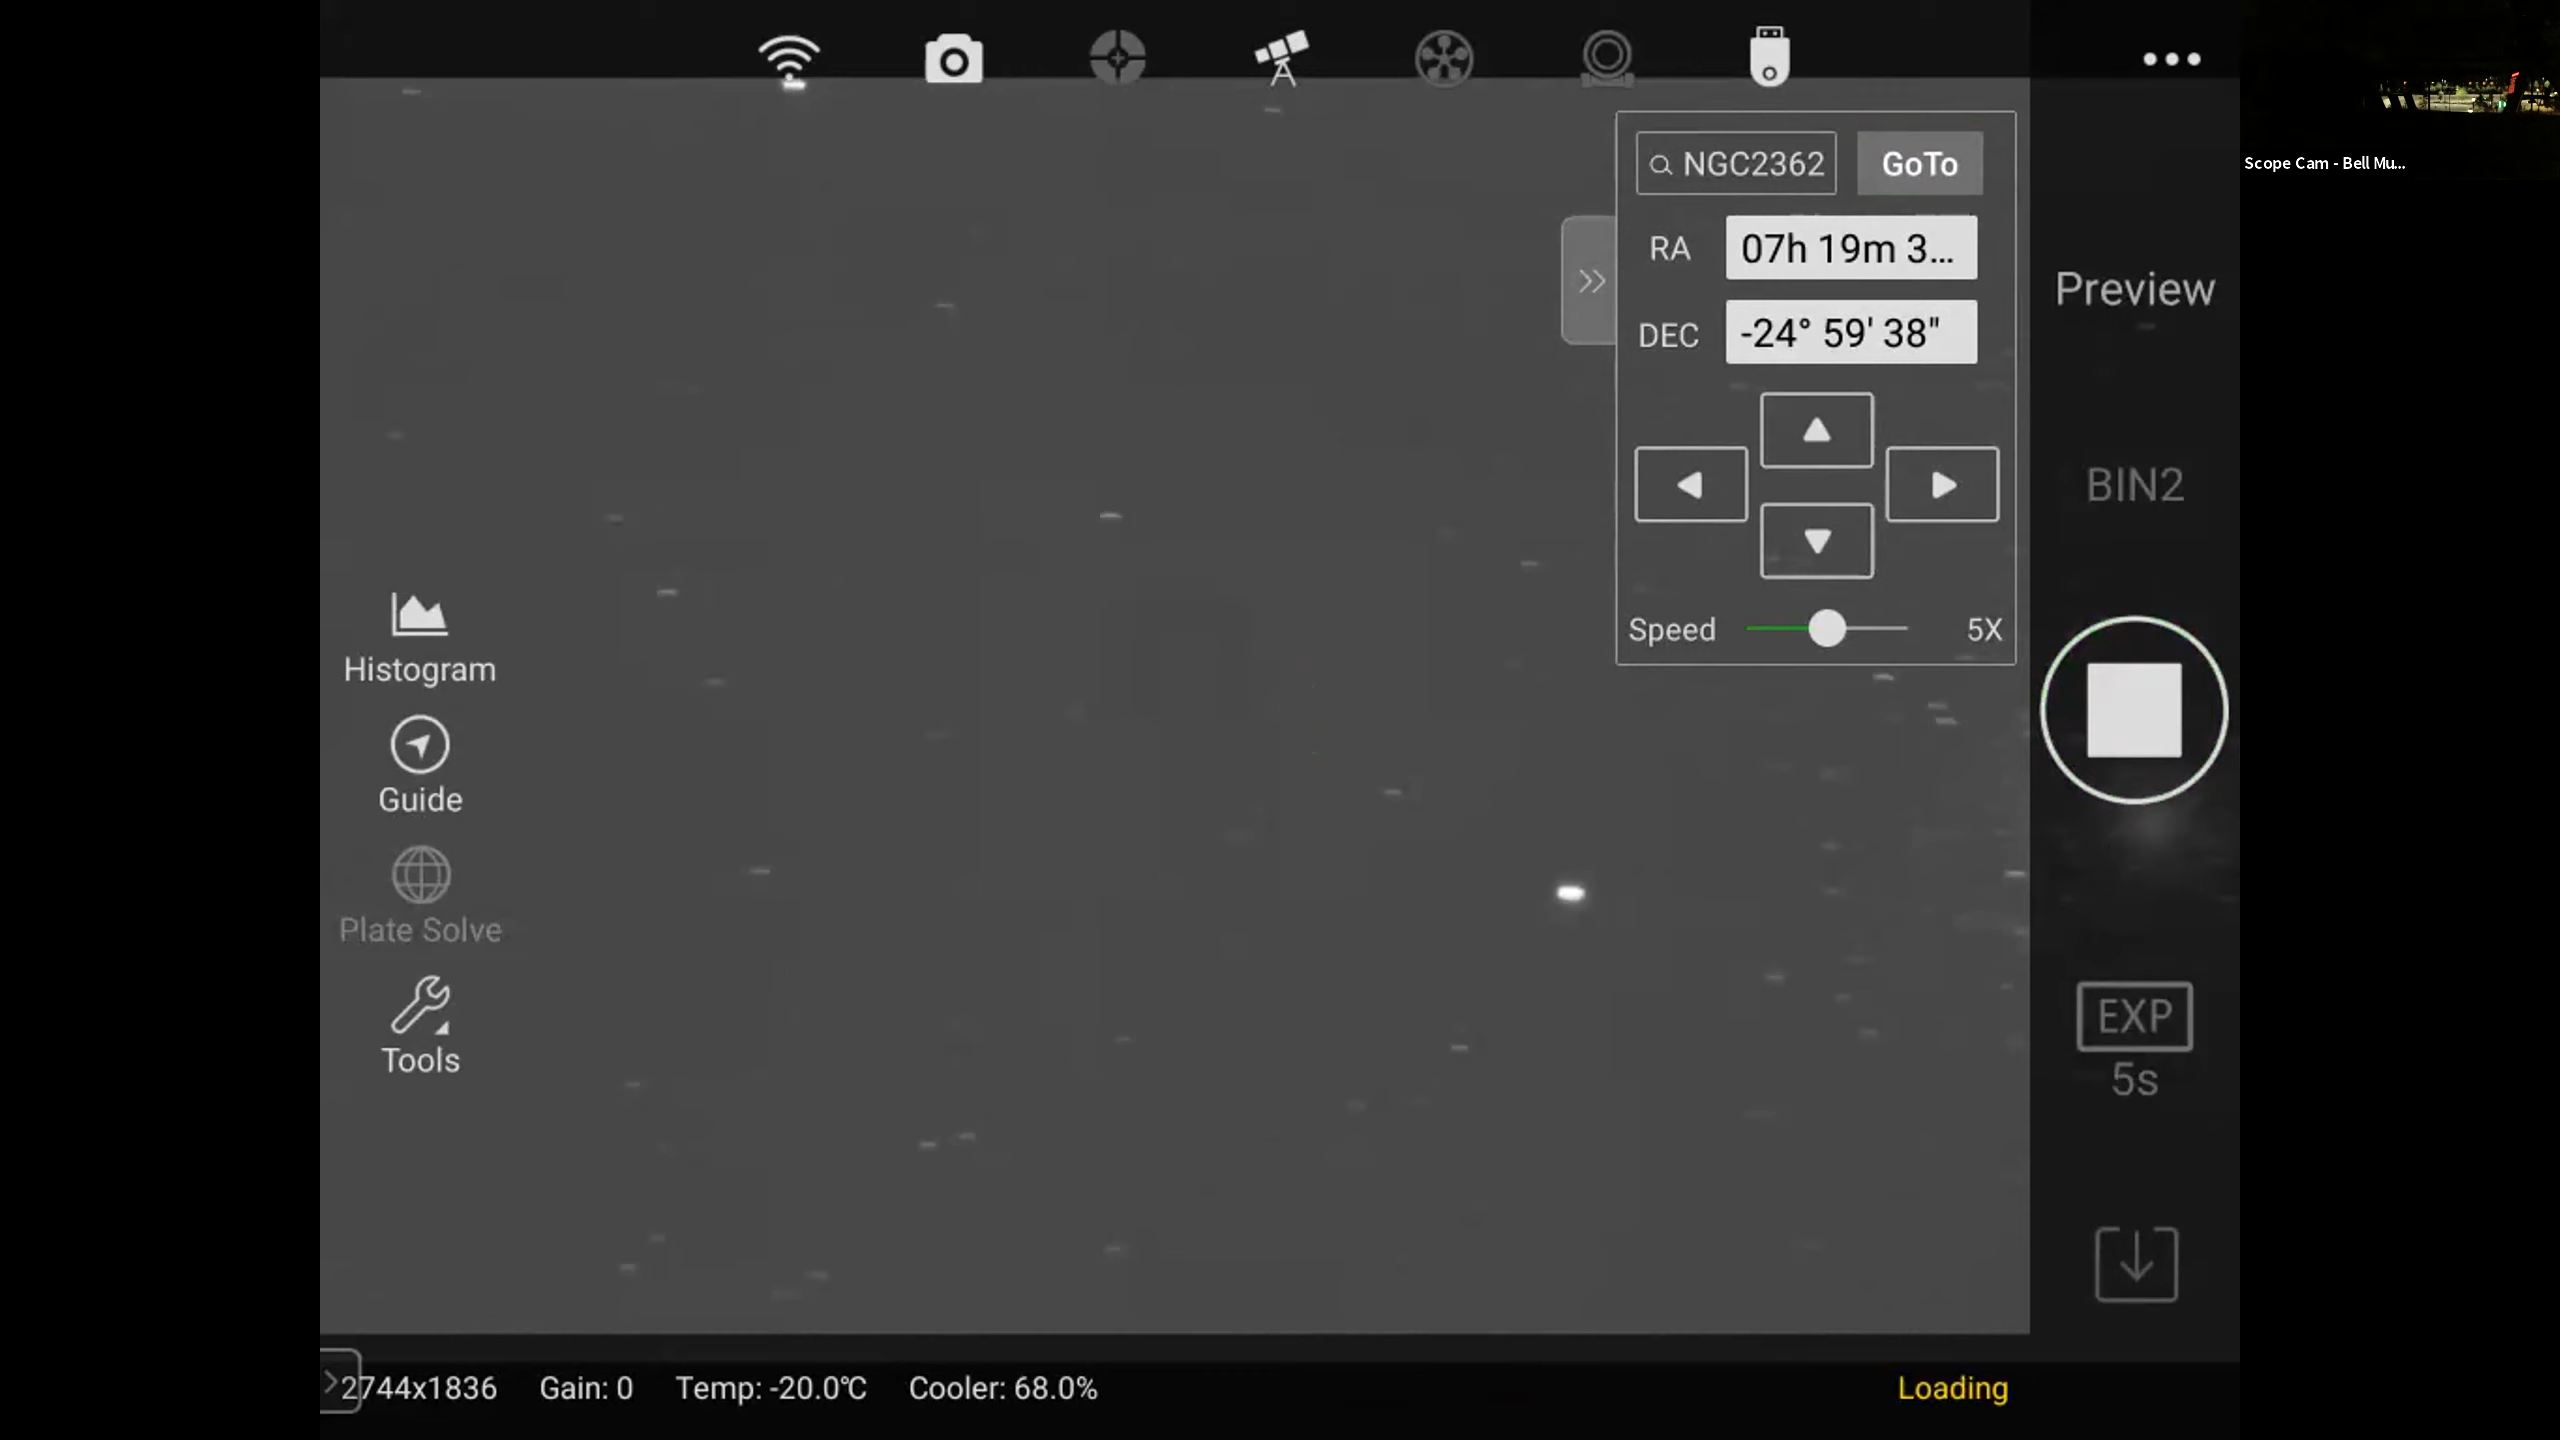 Scope Cam - Bell Mu...
NGC2362
GoTo
RA
07h 19m 3...
DEC
-24° 59' 38"
Speed
5X
Preview
BIN2
EXP
5s
Histogram
Guide
Plate Solve
Tools
2744x1836
Gain: 0
Temp: -20.0℃
Cooler: 68.0%
Loading